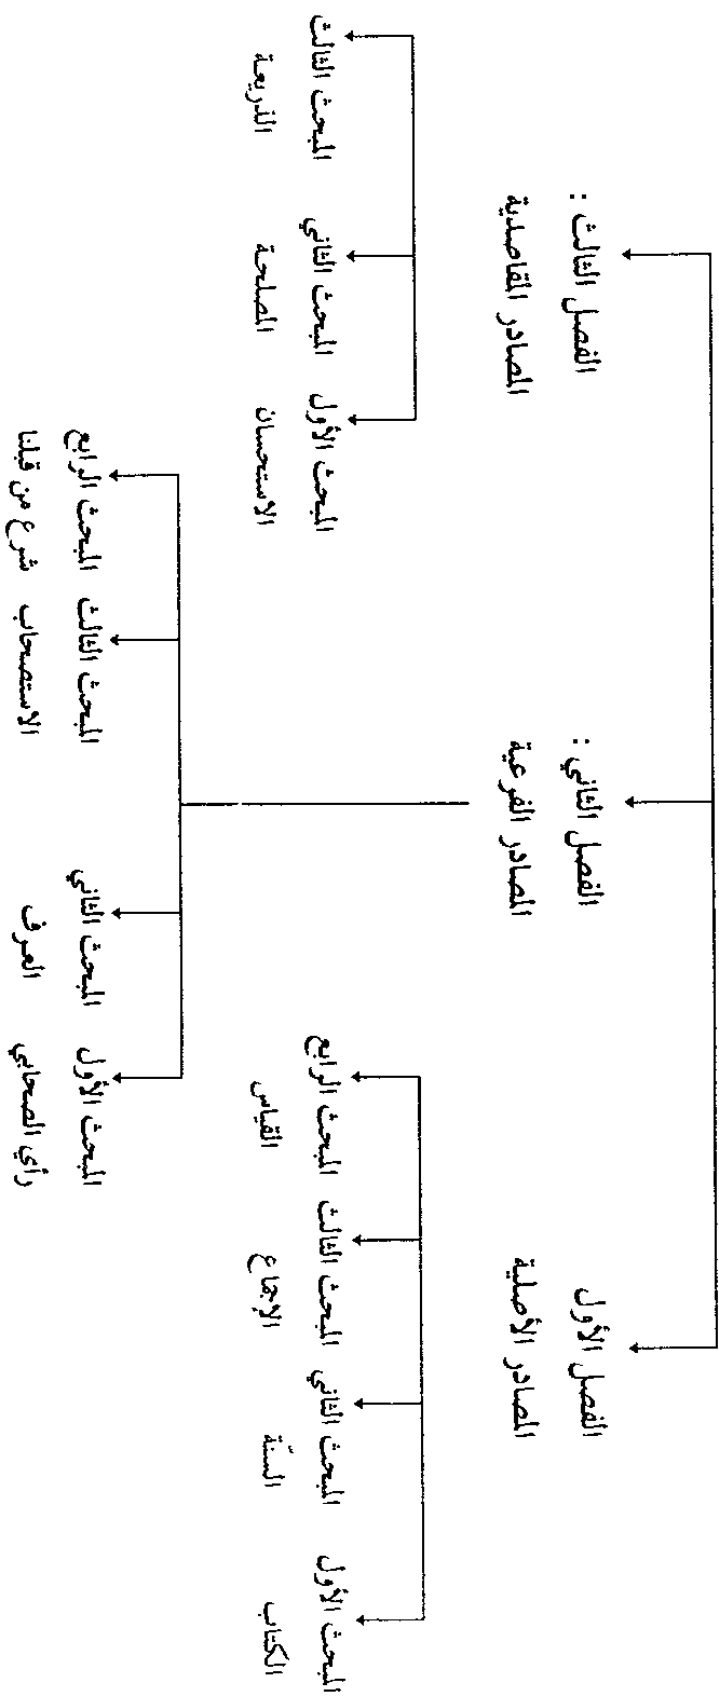 الفصل الأول
المصادر الأصلية
الفصل الثاني :
المصادر الفرعية
الفصل الثالث :
المصادر المقاصدية
المبحث الأول
الكتاب
المبحث الثاني
السنّة
المبحث الثالث
الإجماع
المبحث الرابع
القياس
المبحث الأول
رأي الصحابي
المبحث الثاني
العرف
المبحث الثالث
الاستصحاب
المبحث الرابع
شرع من قبلنا
المبحث الأول
الاستحسان
المبحث الثاني
المصلحة
المبحث الثالث
الذريعة